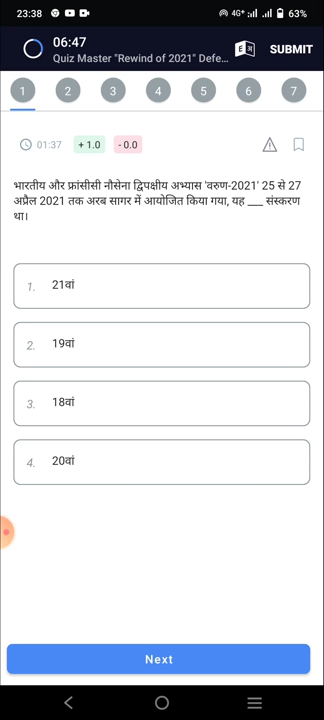 23:38
4G+ 63%
06:47
Quiz Master "Rewind of 2021" Defe...
E अ
SUBMIT
1 2 3 4 5 6 7
01:37 + 1.0 - 0.0
भारतीय और फ्रांसीसी नौसेना द्विपक्षीय अभ्यास 'वरुण-2021' 25 से 27
अप्रैल 2021 तक अरब सागर में आयोजित किया गया, यह ___ संस्करण
था।
1. 21वां
2. 19वां
3. 18वां
4. 20वां
Next